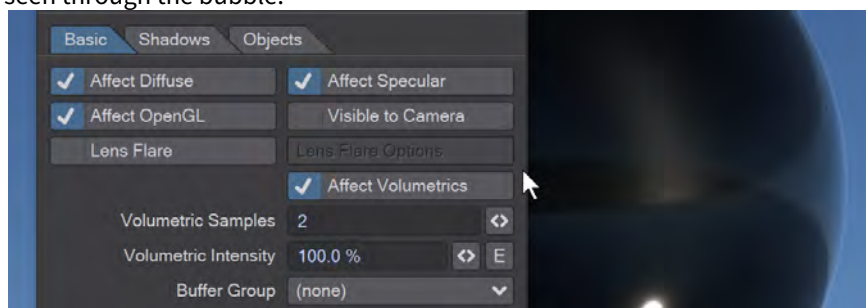 seen through the bubble.
Basic Shadows Objects
Affect Diffuse Affect Specular
Affect OpenGL Visible to Camera
Lens Flare Lens Flare Options
Affect Volumetrics
Volumetric Samples 2
Volumetric Intensity 100.0 % E
Buffer Group (none)